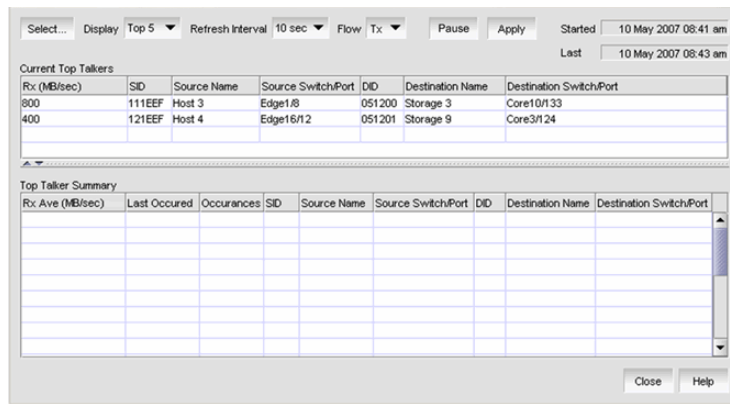 Select... Display Top 5 Refresh Interval 10 sec Flow Tx Pause Apply Started 10 May 2007 08:41 am
Last 10 May 2007 08:43 am
Current Top Talkers
Rx (MB/sec) SID Source Name Source Switch/Port DID Destination Name Destination Switch/Port
800 111EEF Host 3 Edge1/8 051200 Storage 3 Core10/133
400 121EEF Host 4 Edge16/12 051201 Storage 9 Core3/124
Top Talker Summary
Rx Ave (MB/sec) Last Occured Occurances SID Source Name Source Switch/Port DID Destination Name Destination Switch/Port
Close Help